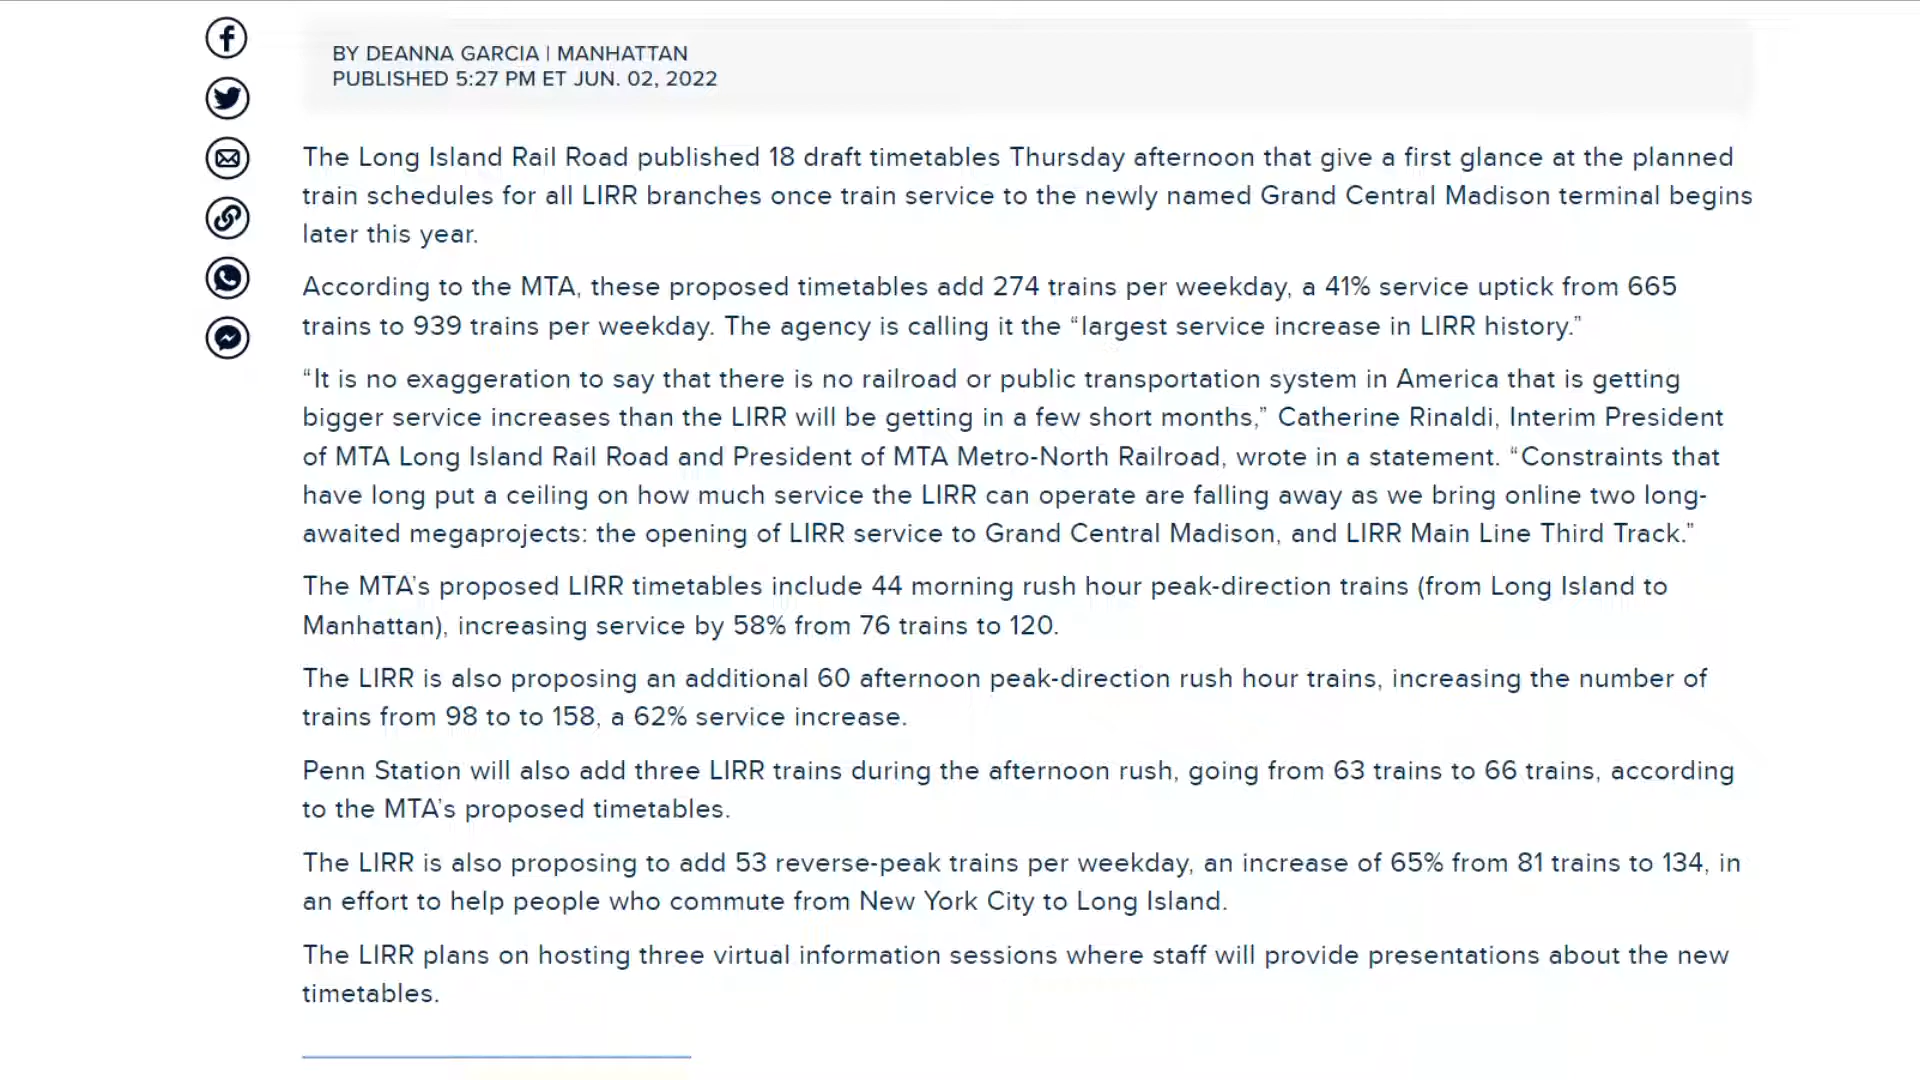 BY DEANNA GARCIA | MANHATTAN
PUBLISHED 5:27 PM ET JUN. 02, 2022
The Long Island Rail Road published 18 draft timetables Thursday afternoon that give a first glance at the planned
train schedules for all LIRR branches once train service to the newly named Grand Central Madison terminal begins
later this year.
According to the MTA, these proposed timetables add 274 trains per weekday, a 41% service uptick from 665
trains to 939 trains per weekday. The agency is calling it the “largest service increase in LIRR history.”
“It is no exaggeration to say that there is no railroad or public transportation system in America that is getting
bigger service increases than the LIRR will be getting in a few short months,” Catherine Rinaldi, Interim President
of MTA Long Island Rail Road and President of MTA Metro-North Railroad, wrote in a statement. “Constraints that
have long put a ceiling on how much service the LIRR can operate are falling away as we bring online two long-
awaited megaprojects: the opening of LIRR service to Grand Central Madison, and LIRR Main Line Third Track.”
The MTA’s proposed LIRR timetables include 44 morning rush hour peak-direction trains (from Long Island to
Manhattan), increasing service by 58% from 76 trains to 120.
The LIRR is also proposing an additional 60 afternoon peak-direction rush hour trains, increasing the number of
trains from 98 to to 158, a 62% service increase.
Penn Station will also add three LIRR trains during the afternoon rush, going from 63 trains to 66 trains, according
to the MTA’s proposed timetables.
The LIRR is also proposing to add 53 reverse-peak trains per weekday, an increase of 65% from 81 trains to 134, in
an effort to help people who commute from New York City to Long Island.
The LIRR plans on hosting three virtual information sessions where staff will provide presentations about the new
timetables.